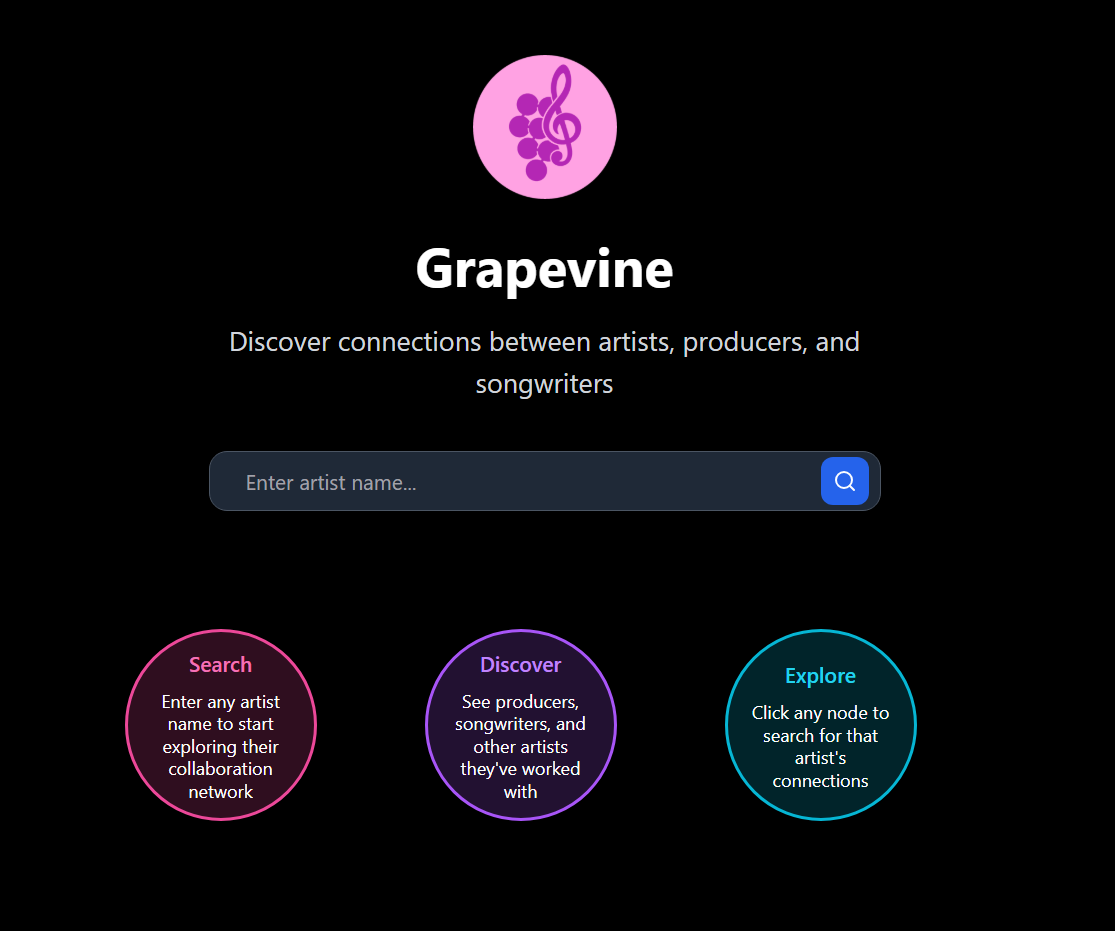 Grapevine
Discover connections between artists, producers, and
songwriters
Enter artist name...
Search
Enter any artist
name to start
exploring their
collaboration
network
Discover
See producers,
songwriters, and
other artists
they've worked
with
Explore
Click any node to
search for that
artist's
connections